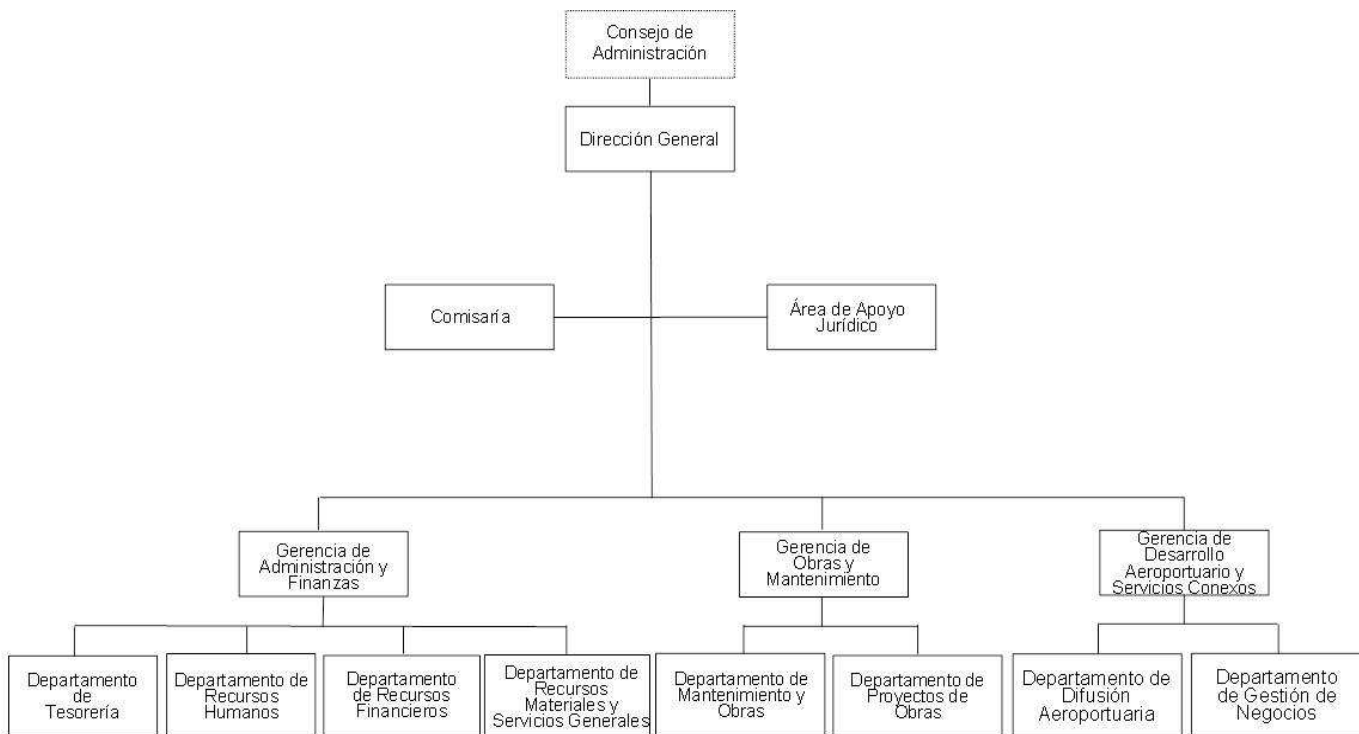 Consejo de
Administración
Dirección General
Comisaría
Área de Apoyo
Jurídico
Gerencia de
Administración y
Finanzas
Gerencia de
Obras y
Mantenimiento
Gerencia de
Desarrollo
Aeroportuario y
Servicios Conexos
Departamento
de
Tesorería
Departamento de
Recursos
Humanos
Departamento
de Recursos
Financieros
Departamento de
Recursos
Materiales y
Servicios Generales
Departamento de
Mantenimiento y
Obras
Departamento de
Proyectos de
Obras
Departamento de
Difusión
Aeroportuaria
Departamento
de Gestión de
Negocios